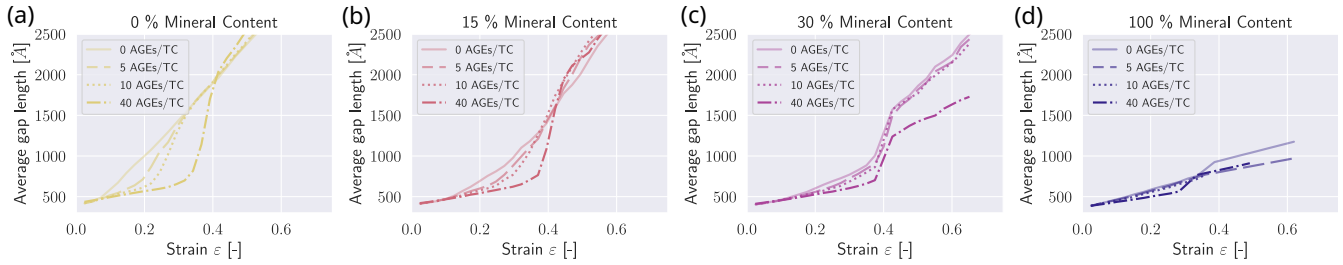 (a)
0 % Mineral Content
Average gap length [Å]
2500
2000
1500
1000
500
0 AGEs/TC
5 AGEs/TC
10 AGEs/TC
40 AGEs/TC
0.0 0.2 0.4 0.6
Strain ε [-]
(b)
15 % Mineral Content
Average gap length [Å]
2500
2000
1500
1000
500
0 AGEs/TC
5 AGEs/TC
10 AGEs/TC
40 AGEs/TC
0.0 0.2 0.4 0.6
Strain ε [-]
(c)
30 % Mineral Content
Average gap length [Å]
2500
2000
1500
1000
500
0 AGEs/TC
5 AGEs/TC
10 AGEs/TC
40 AGEs/TC
0.0 0.2 0.4 0.6
Strain ε [-]
(d)
100 % Mineral Content
Average gap length [Å]
2500
2000
1500
1000
500
0 AGEs/TC
5 AGEs/TC
10 AGEs/TC
40 AGEs/TC
0.0 0.2 0.4 0.6
Strain ε [-]